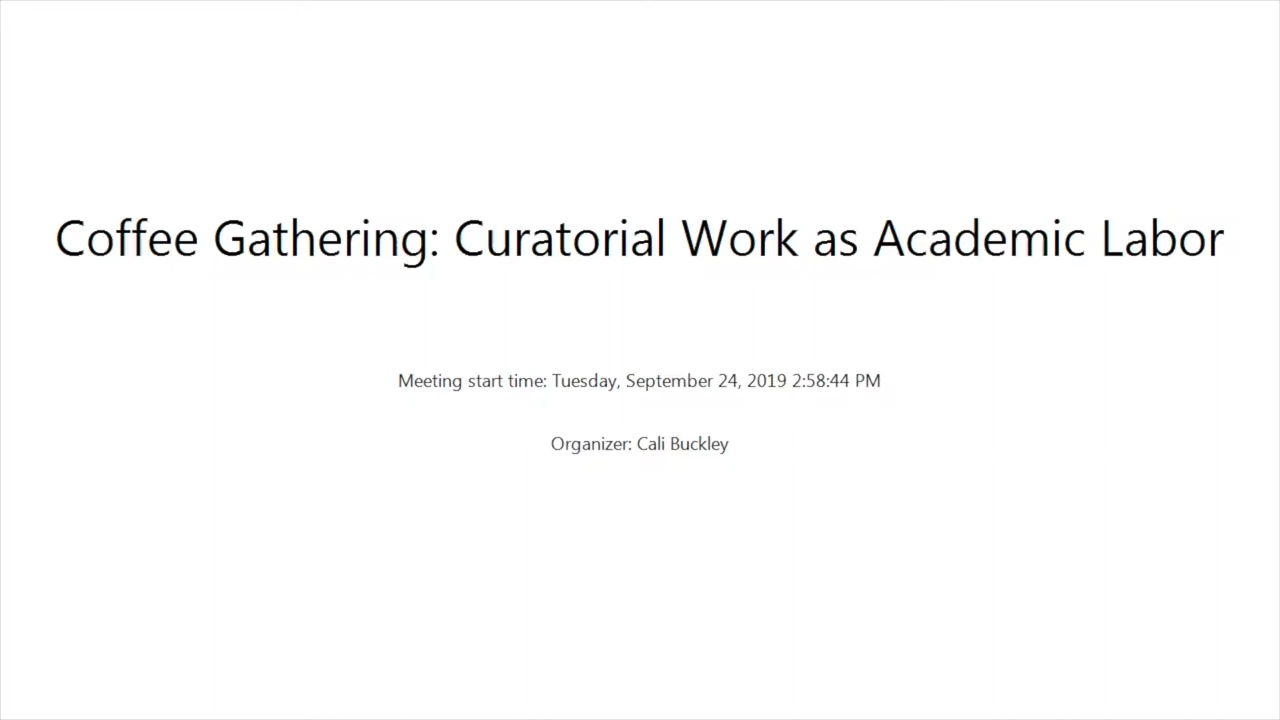 Coffee Gathering: Curatorial Work as Academic Labor
Meeting start time: Tuesday, September 24, 2019 2:58:44 PM
Organizer: Cali Buckley